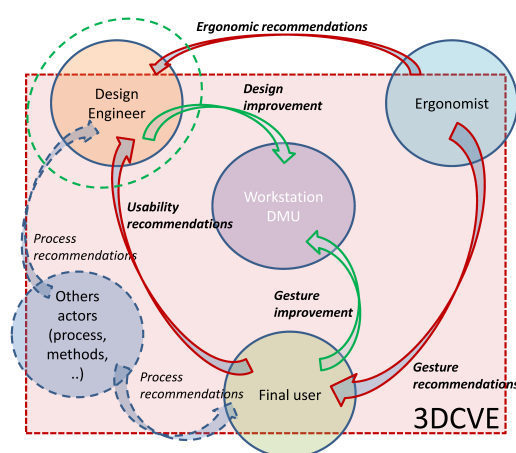 Ergonomic recommendations
Design
Engineer
Design
improvement
Ergonomist
Workstation
DMU
Usability
recommendations
Process
recommendations
Others
actors
(process,
methods,
..)
Gesture
improvement
Process
recommendations
Final user
Gesture
recommendations
3DCVE